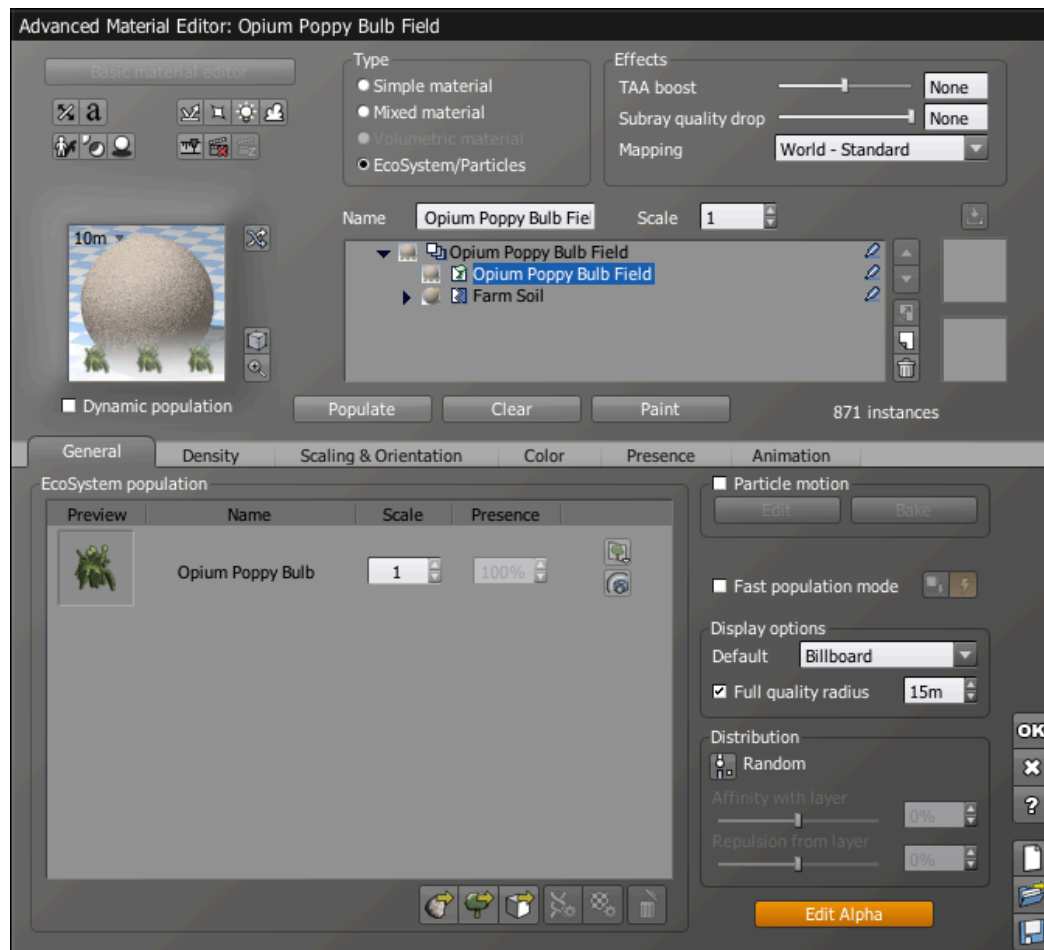 Advanced Material Editor: Opium Poppy Bulb Field
Basic material editor
Type
Simple material
Mixed material
Volumetric material
EcoSystem/Particles
Effects
TAA boost None
Subray quality drop None
Mapping World - Standard
Name Opium Poppy Bulb Fie Scale 1
10m
Opium Poppy Bulb Field
Opium Poppy Bulb Field
Farm Soil
Dynamic population Populate Clear Paint 871 instances
General Density Scaling & Orientation Color Presence Animation
EcoSystem population
Preview Name Scale Presence
Opium Poppy Bulb 1 100%
Particle motion
Edit Bake
Fast population mode
Display options
Default Billboard
Full quality radius 15m
Distribution
Random
Affinity with layer
0%
Repulsion from layer
0%
Edit Alpha
OK
?